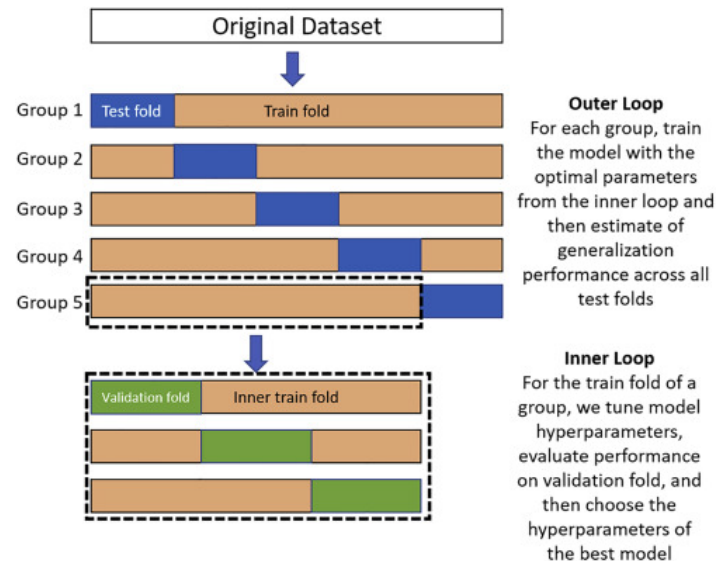 Original Dataset
Group 1
Test fold
Train fold
Group 2
Group 3
Group 4
Group 5
Outer Loop
For each group, train
the model with the
optimal parameters
from the inner loop and
then estimate of
generalization
performance across all
test folds
Validation fold
Inner train fold
Inner Loop
For the train fold of a
group, we tune model
hyperparameters,
evaluate performance
on validation fold, and
then choose the
hyperparameters of
the best model